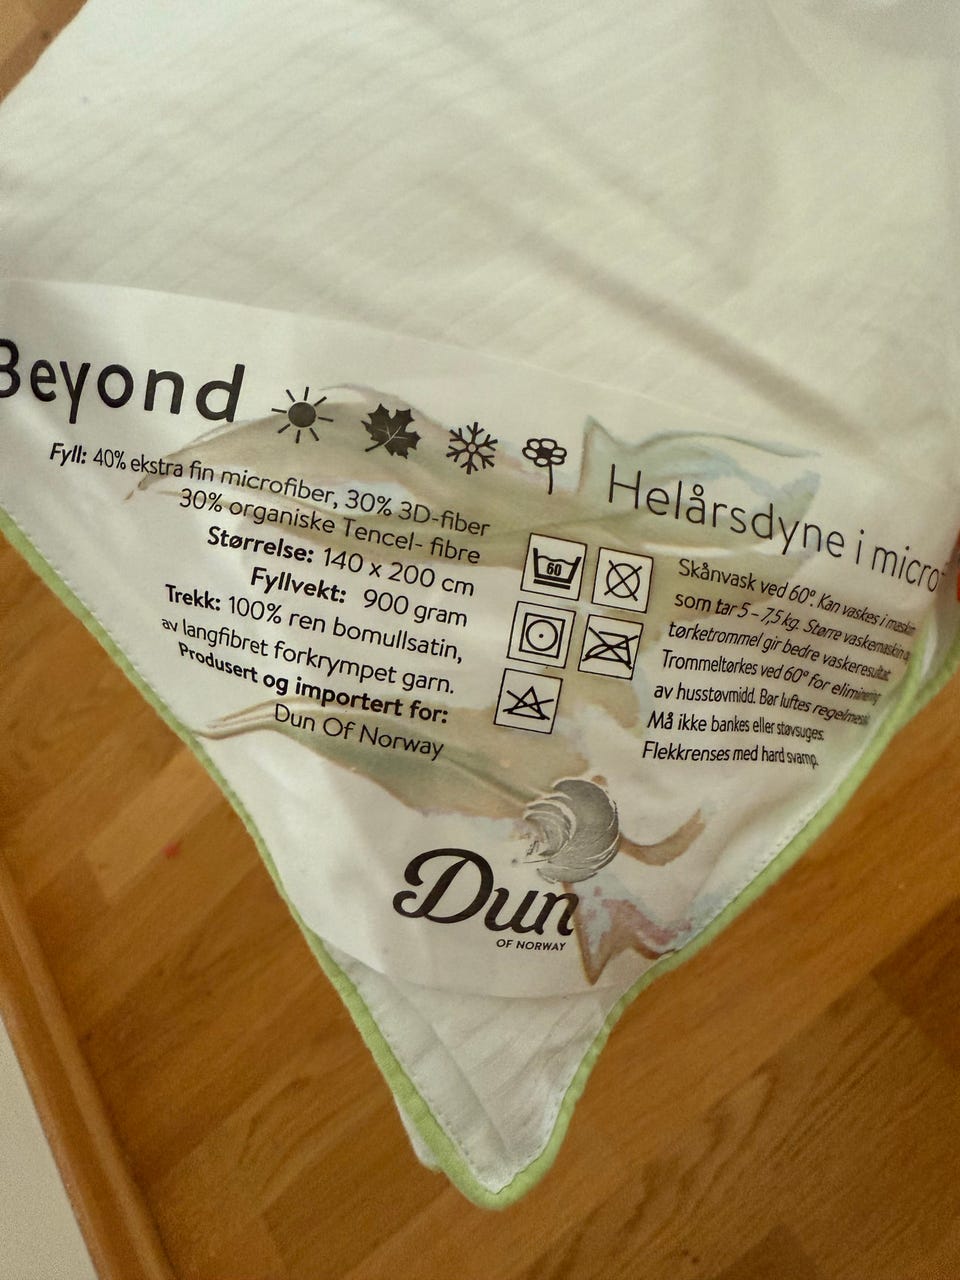 Beyond
Fyll: 40% ekstra fin microfiber, 30% 3D-fiber
30% organiske Tencel- fibre
Størrelse: 140 x 200 cm
Fyllvekt: 900 gram
Trekk: 100% ren bomullsatin,
av langfibret forkrympet garn.
Produsert og importert for:
Dun Of Norway
Helårsdyne i micro
60
Skånvask ved 60°. Kan vaskes i maskin
som tar 5 – 7,5 kg. Større vaskemaskin
tørketrommel gir bedre vaskeresultat.
Trommeltørkes ved 60° for eliminering
av husstøvmidd. Bør luftes regelmessig
Må ikke bankes eller støvsuges.
Flekkrenses med hard svamp.
Dun
OF NORWAY